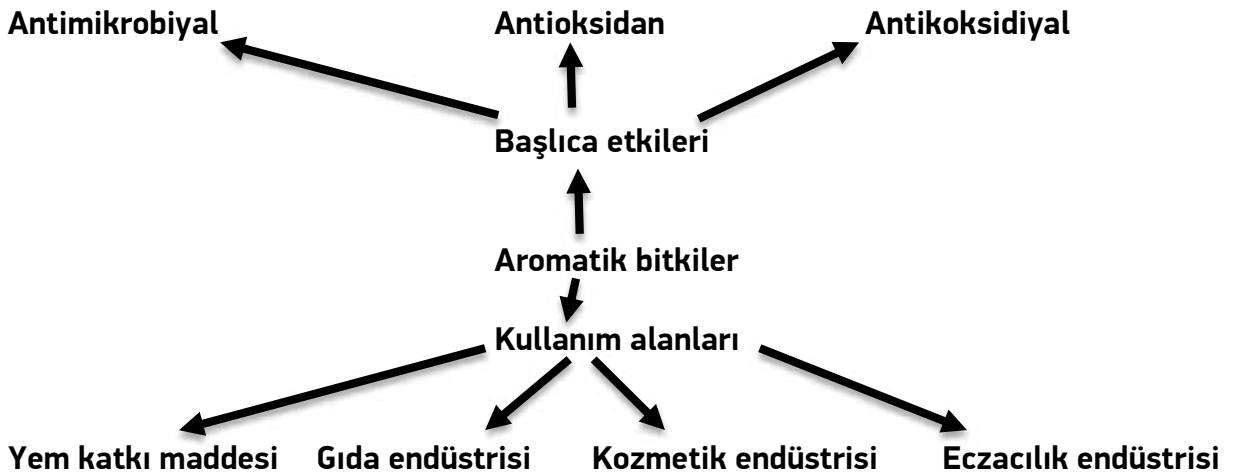 Antimikrobiyal Antioksidan Antikoksidiyal
Başlıca etkileri
Aromatik bitkiler
Kullanım alanları
Yem katkı maddesi Gıda endüstrisi Kozmetik endüstrisi Eczacılık endüstrisi